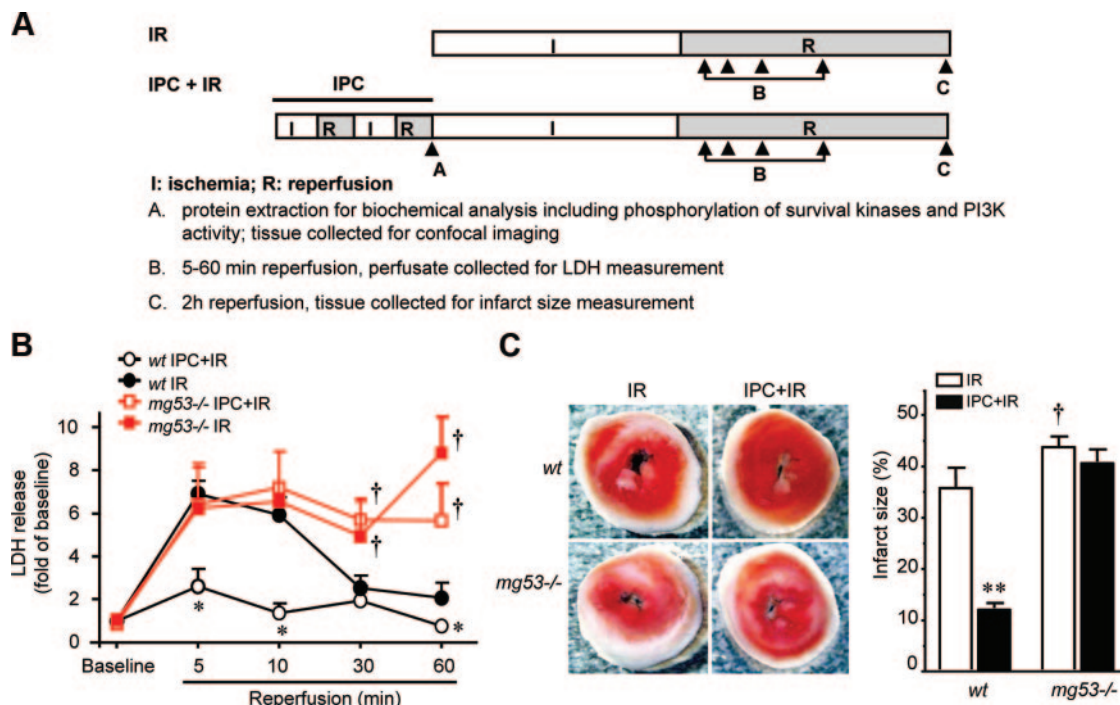 A
IR
I
R
B
C
IPC + IR
IPC
I R I R
I
R
A
B
C
I: ischemia; R: reperfusion
A. protein extraction for biochemical analysis including phosphorylation of survival kinases and PI3K
activity; tissue collected for confocal imaging
B. 5-60 min reperfusion, perfusate collected for LDH measurement
C. 2h reperfusion, tissue collected for infarct size measurement
B
wt IPC+IR
wt IR
mg53-/- IPC+IR
mg53-/- IR
LDH release
(fold of baseline)
10
8
6
4
2
0
†
†
†
†
*
*
*
Baseline 5 10 30 60
Reperfusion (min)
C
IR IPC+IR
wt
mg53-/-
IR
IPC+IR
Infarct size (%)
50
40
30
20
10
0
†
**
wt mg53-/-